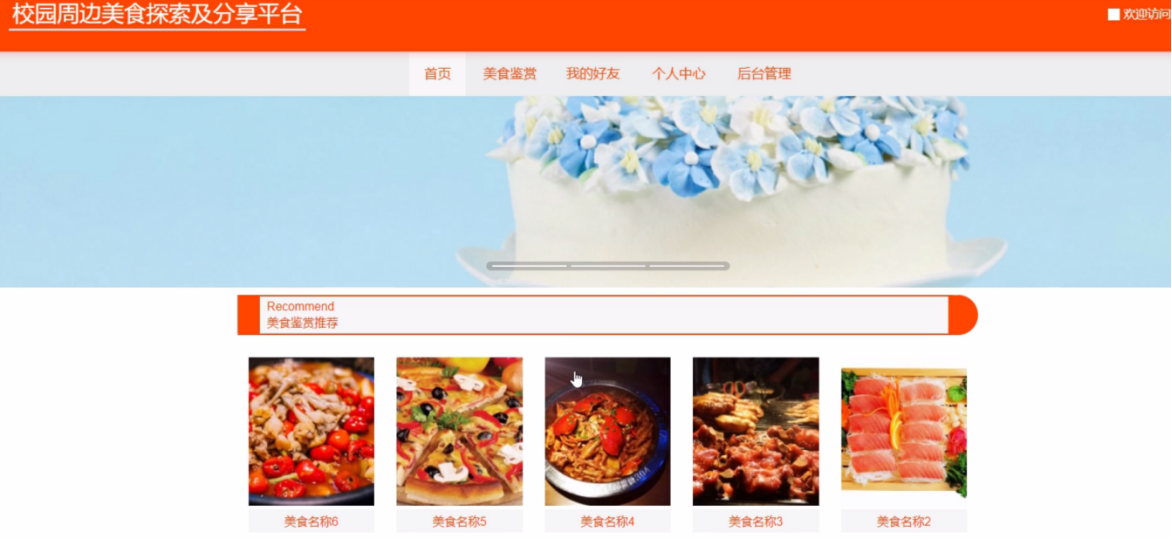 校园周边美食探索及分享平台
欢迎访问
首页 美食鉴赏 我的好友 个人中心 后台管理
Recommend
美食鉴赏推荐
美食名称6 美食名称5 美食名称4 美食名称3 美食名称2